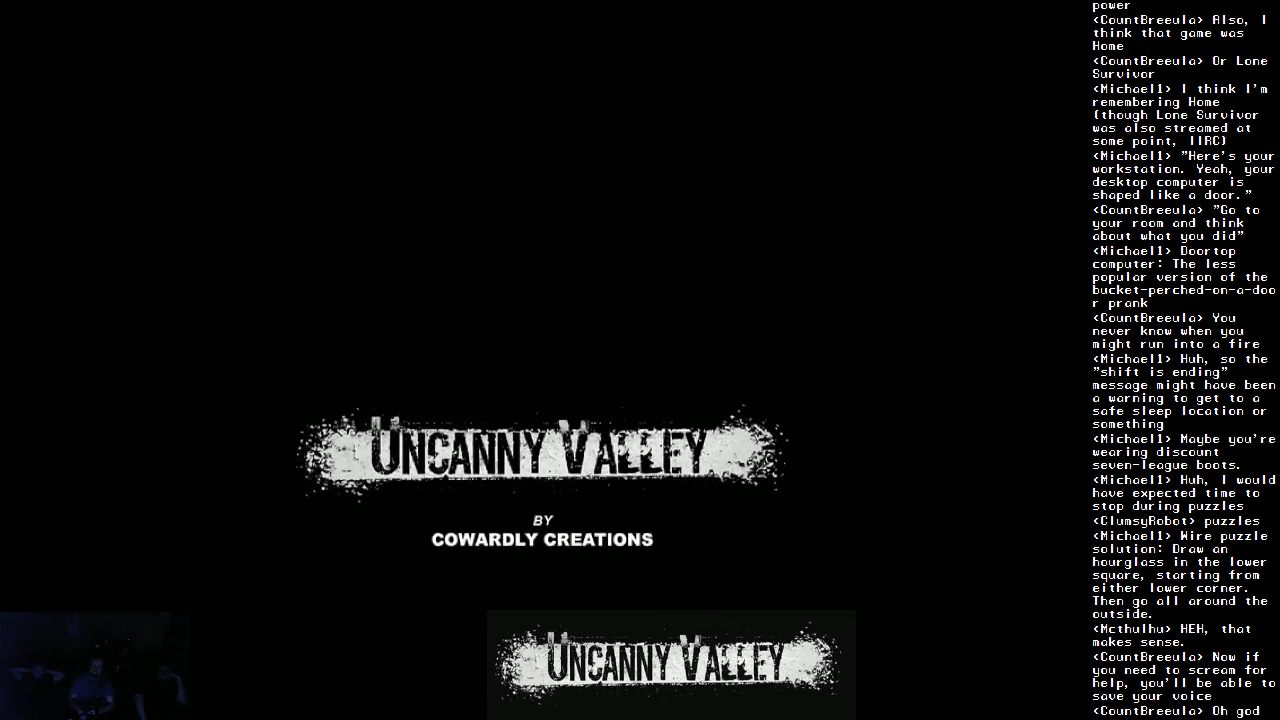 UNCANNY VALLEY
BY
COWARDLY CREATIONS
UNCANNY VALLEY
power
<CountBreeula> Also, I
think that game was
Home
<CountBreeula> Or Lone
Survivor
<Michael1> I think I'm
remembering Home
(though Lone Survivor
was also streamed at
some point, IIRC)
<Michael1> "Here's your
workstation. Yeah, your
desktop computer is
shaped like a door."
<CountBreeula> "Go to
your room and think
about what you did"
<Michael1> Doortop
computer: The less
popular version of the
bucket-perched-on-a-doo
r prank
<CountBreeula> You
never know when you
might run into a fire
<Michael1> Huh, so the
"shift is ending"
message might have been
a warning to get to a
safe sleep location or
something
<Michael1> Maybe you're
wearing discount
seven-league boots.
<Michael1> Huh, I would
have expected time to
stop during puzzles
<ClumsyRobot> puzzles
<Michael1> Wire puzzle
solution: Draw an
hourglass in the lower
square, starting from
either lower corner.
Then go all around the
outside.
<Mcthulhu> HEH, that
makes sense.
<CountBreeula> Now if
you need to scream for
help, you'll be able to
save your voice
<CountBreeula> Oh god